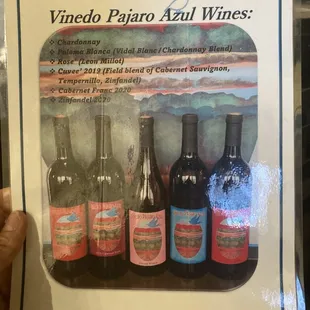 Vinedo Pajaro Azul Wines:
❖ Chardonnay
❖ Paloma Blanca (Vidal Blanc/Chardonnay Blend)
❖ Rose' (Leon Millot)
❖ Cuvee' 2019 (Field blend of Cabernet Sauvignon,
Tempernillo, Zinfandel)
❖ Cabernet Franc 2020
❖ Zinfandel 2020